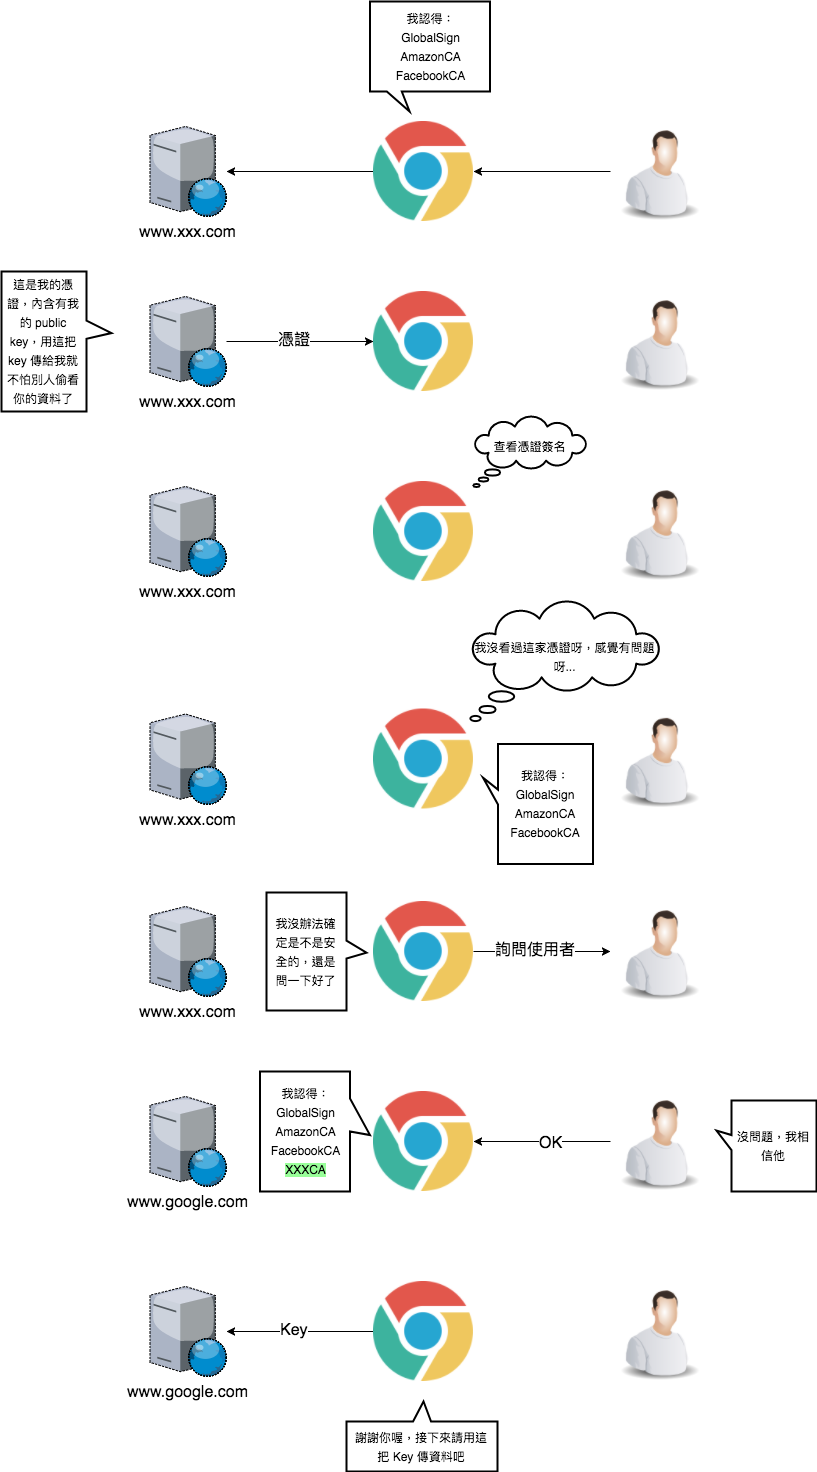 我認得：
GlobalSign
AmazonCA
FacebookCA
www.xxx.com
這是我的憑
證，內含有我
的 public
key，用這把
key 傳給我就
不怕別人偷看
你的資料了
憑證
www.xxx.com
查看憑證簽名
www.xxx.com
我沒看過這家憑證呀，感覺有問題
呀...
我認得：
GlobalSign
AmazonCA
FacebookCA
www.xxx.com
我沒辦法確
定是不是安
全的，還是
問一下好了
詢問使用者
www.xxx.com
我認得：
GlobalSign
AmazonCA
FacebookCA
XXXCA
OK
沒問題，我相
信他
www.google.com
Key
www.google.com
謝謝你喔，接下來請用這
把 Key 傳資料吧